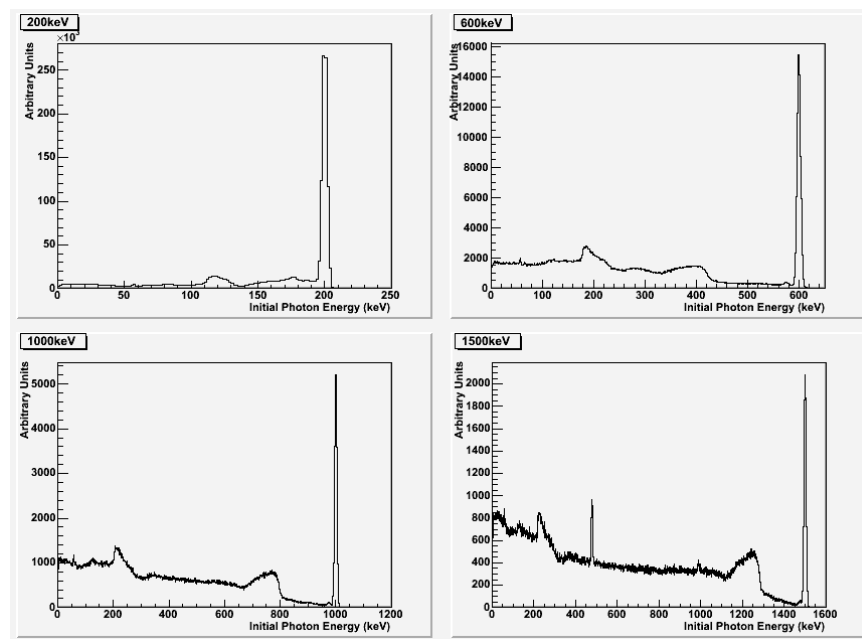 200keV
×10³
Arbitrary Units
250
200
150
100
50
0
0 50 100 150 200 250
Initial Photon Energy (keV)
600keV
Arbitrary Units
16000
14000
12000
10000
8000
6000
4000
2000
0
0 100 200 300 400 500 600
Initial Photon Energy (keV)
1000keV
Arbitrary Units
5000
4000
3000
2000
1000
0
0 200 400 600 800 1000 1200
Initial Photon Energy (keV)
1500keV
Arbitrary Units
2000
1800
1600
1400
1200
1000
800
600
400
200
0
0 200 400 600 800 1000 1200 1400 1600
Initial Photon Energy (keV)